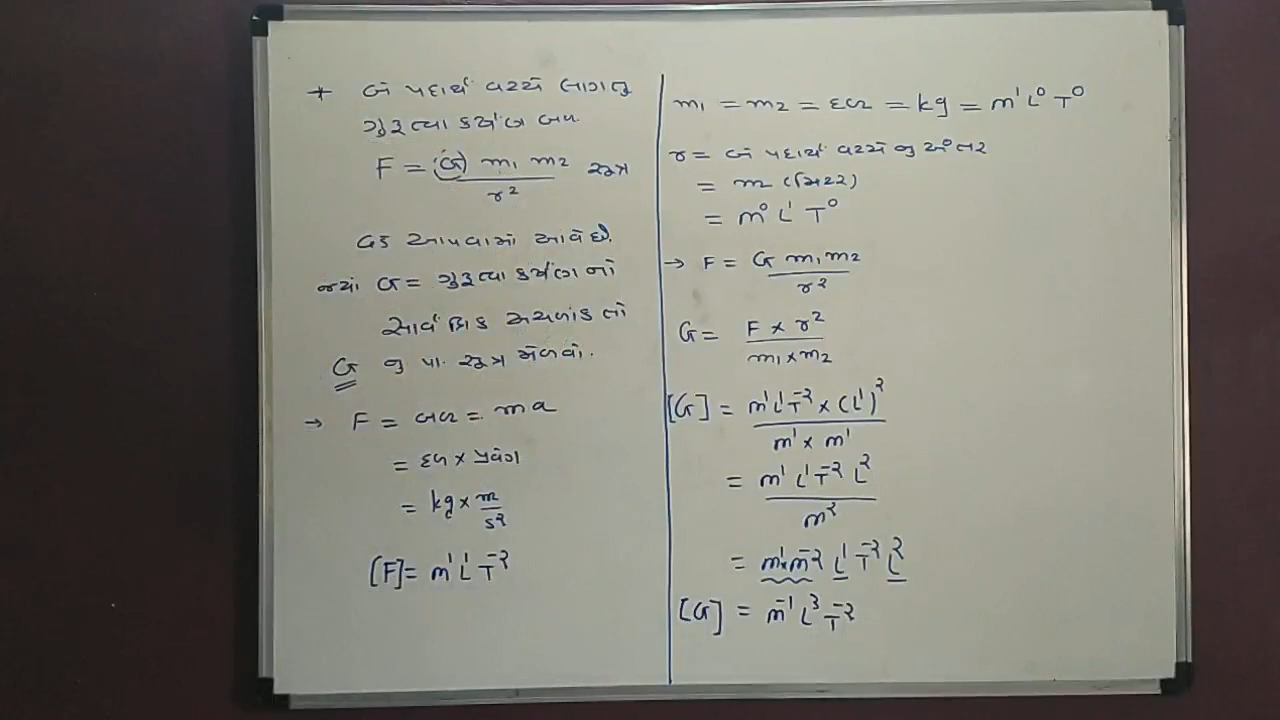 * બે પદાર્થ વચ્ચે લાગતુ
ગુરૂત્વાકર્ષણ બળ
F = G m₁ m₂ / r² સૂત્ર
વડે આપવામાં આવે છે.
જ્યાં G = ગુરૂત્વાકર્ષણ નો
સાર્વત્રિક અચળાંક તો
G નુ પા. સૂત્ર મેળવો.
→ F = બળ = ma
= દળ × પ્રવેગ
= kg × m / s²
[F] = M¹ L¹ T⁻²
m₁ = m₂ = દળ = kg = M¹ L⁰ T⁰
r = બે પદાર્થ વચ્ચે નુ અંતર
= m (મિટર)
= M⁰ L¹ T⁰
→ F = G m₁ m₂ / r²
G = F × r² / m₁ × m₂
[G] = M¹ L¹ T⁻² × (L¹)² / M¹ × M¹
= M¹ L¹ T⁻² L² / M²
= M¹ × M⁻² L¹ T⁻² L²
[G] = M⁻¹ L³ T⁻²